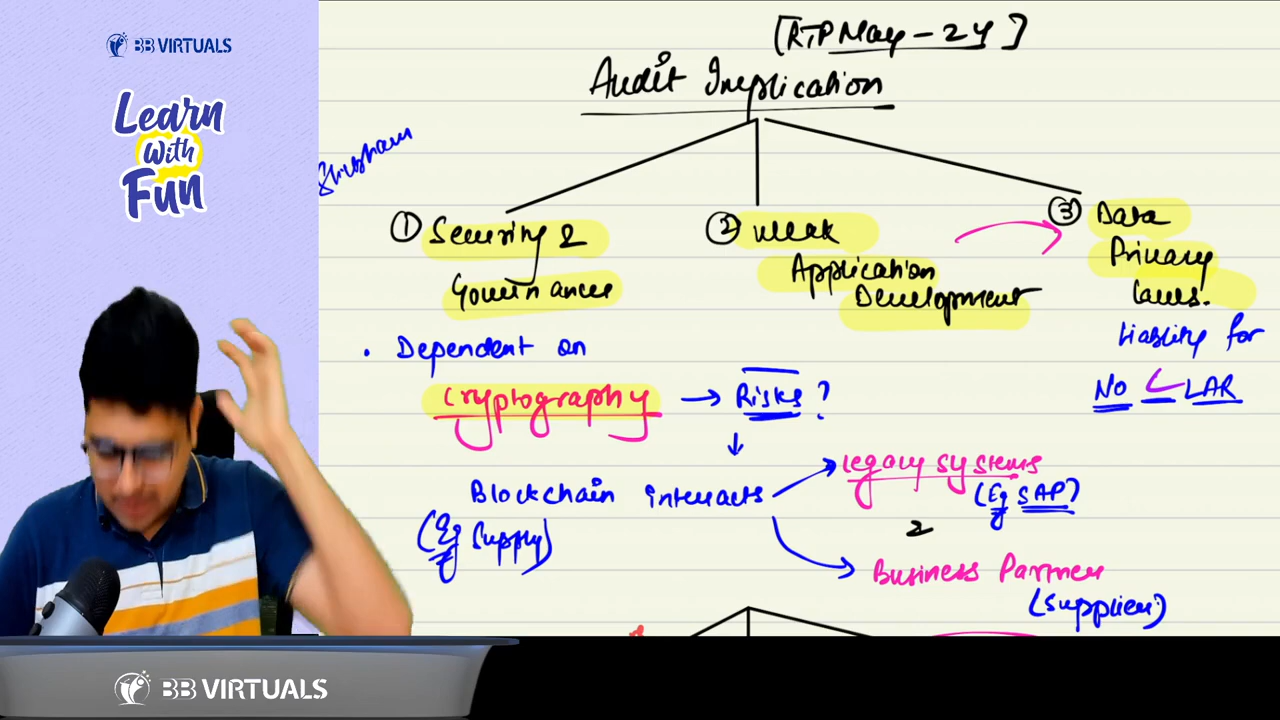 BB VIRTUALS
Learn
With
Fun
[RTP May - 24]
Audit Implication
Shubham
① Securing &
Governance
② Weak
Application
Development
③ Data
Privacy
laws.
Liability for
No LAR
• Dependent on
Cryptography → Risks ?
Blockchain interacts
(Eg Supply)
legacy systems
(Eg SAP)
&
Business Partner
(Supplier)
BB VIRTUALS